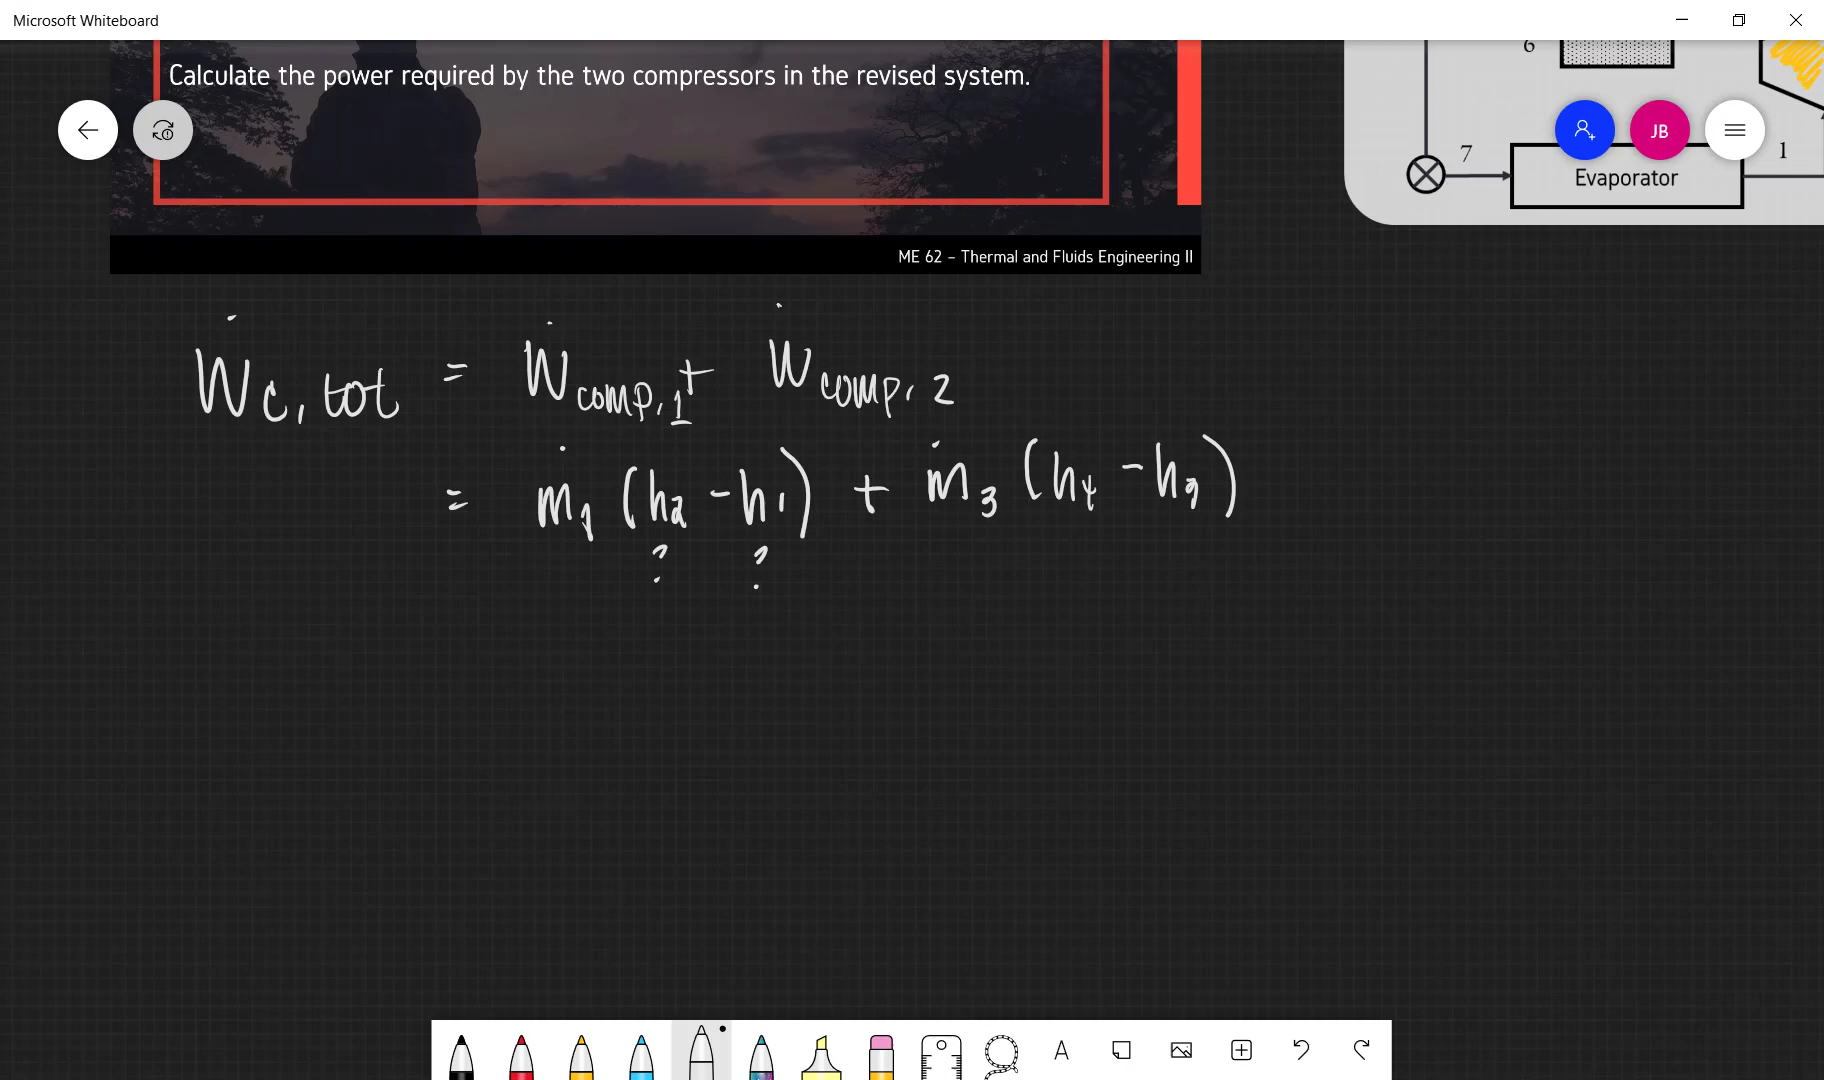 Microsoft Whiteboard
Calculate the power required by the two compressors in the revised system.
6
JB
7
1
Evaporator
ME 62 – Thermal and Fluids Engineering II
Ẇc, tot = Ẇcomp,1 + Ẇcomp, 2
= ṁ1 (h2 - h1) + ṁ3 (h4 - h3)
? ?
A